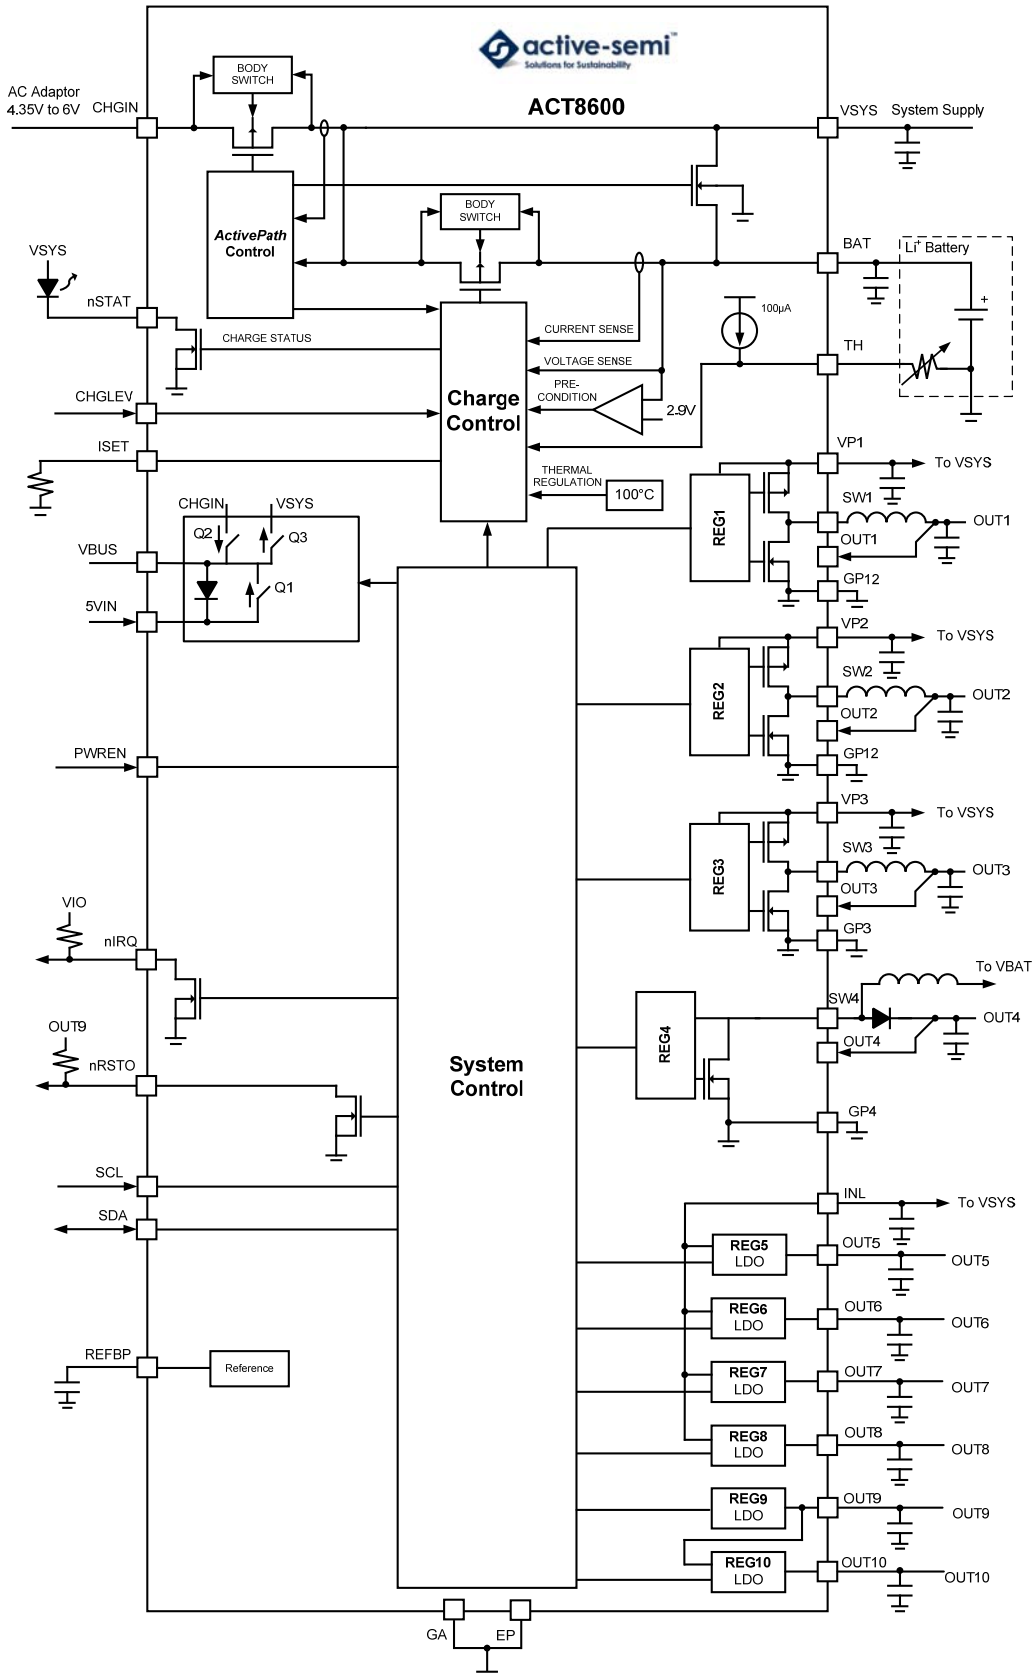 active-semi™
Solutions for Sustainability
ACT8600
BODY
SWITCH
AC Adaptor
4.35V to 6V
CHGIN
VSYS
System Supply
ActivePath
Control
BODY
SWITCH
BAT
Li+ Battery
+
VSYS
nSTAT
CHARGE STATUS
100µA
CURRENT SENSE
TH
VOLTAGE SENSE
PRE-
CONDITION
2.9V
Charge
Control
CHGLEV
ISET
THERMAL
REGULATION
100°C
VP1
To VSYS
REG1
SW1
OUT1
OUT1
GP12
CHGIN
VSYS
Q2
Q3
VBUS
Q1
5VIN
VP2
To VSYS
REG2
SW2
OUT2
OUT2
GP12
PWREN
VP3
To VSYS
REG3
SW3
OUT3
OUT3
GP3
VIO
nIRQ
To VBAT
SW4
OUT4
REG4
OUT4
GP4
OUT9
nRSTO
System
Control
SCL
SDA
INL
To VSYS
REG5
LDO
OUT5
OUT5
REG6
LDO
OUT6
OUT6
REFBP
Reference
REG7
LDO
OUT7
OUT7
REG8
LDO
OUT8
OUT8
REG9
LDO
OUT9
OUT9
REG10
LDO
OUT10
OUT10
GA
EP